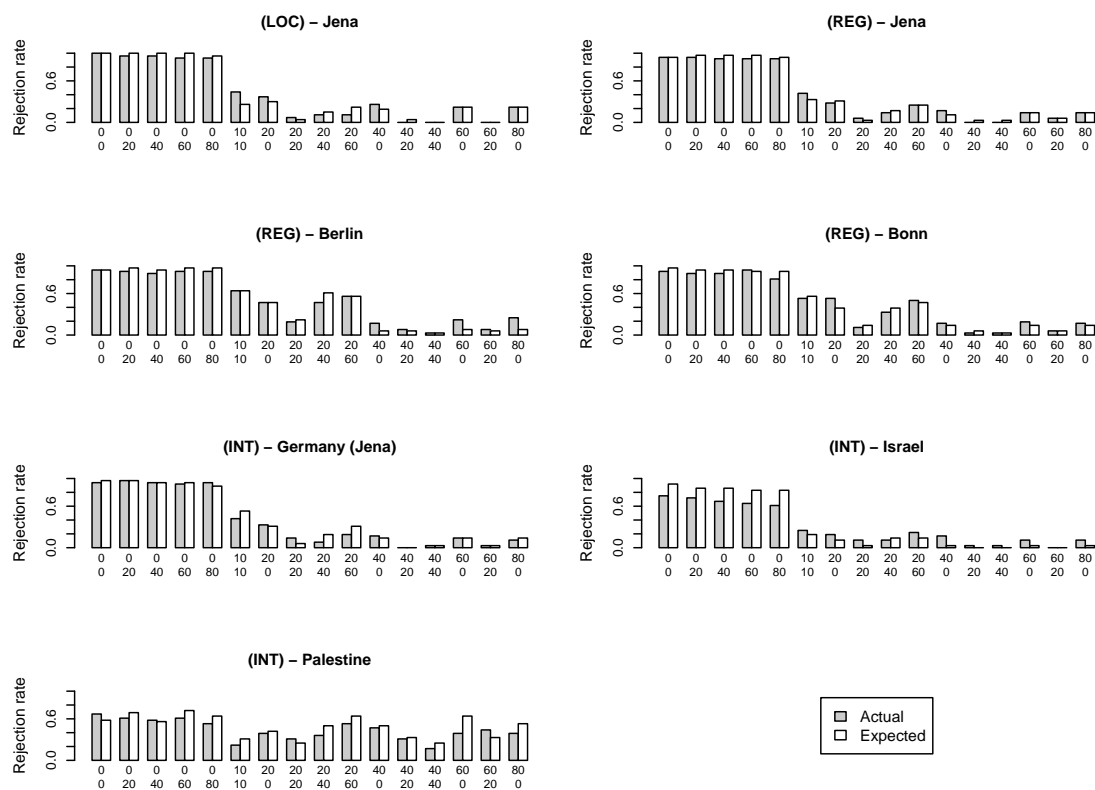 (LOC) – Jena
Rejection rate
0.0 0.6
0 0 0 0 0 10 20 20 20 20 40 40 40 60 60 80
0 20 40 60 80 10 0 20 40 60 0 20 40 0 20 0
(REG) – Jena
Rejection rate
0.0 0.6
0 0 0 0 0 10 20 20 20 20 40 40 40 60 60 80
0 20 40 60 80 10 0 20 40 60 0 20 40 0 20 0
(REG) – Berlin
Rejection rate
0.0 0.6
0 0 0 0 0 10 20 20 20 20 40 40 40 60 60 80
0 20 40 60 80 10 0 20 40 60 0 20 40 0 20 0
(REG) – Bonn
Rejection rate
0.0 0.6
0 0 0 0 0 10 20 20 20 20 40 40 40 60 60 80
0 20 40 60 80 10 0 20 40 60 0 20 40 0 20 0
(INT) – Germany (Jena)
Rejection rate
0.0 0.6
0 0 0 0 0 10 20 20 20 20 40 40 40 60 60 80
0 20 40 60 80 10 0 20 40 60 0 20 40 0 20 0
(INT) – Israel
Rejection rate
0.0 0.6
0 0 0 0 0 10 20 20 20 20 40 40 40 60 60 80
0 20 40 60 80 10 0 20 40 60 0 20 40 0 20 0
(INT) – Palestine
Rejection rate
0.0 0.6
0 0 0 0 0 10 20 20 20 20 40 40 40 60 60 80
0 20 40 60 80 10 0 20 40 60 0 20 40 0 20 0
Actual
Expected